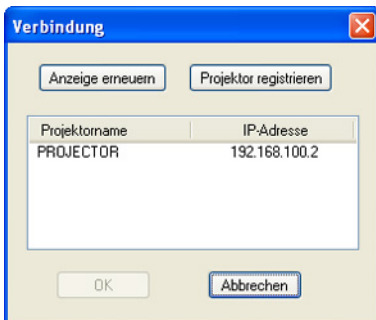 Verbindung
Anzeige erneuern Projektor registrieren
Projektorname IP-Adresse
PROJECTOR 192.168.100.2
OK Abbrechen